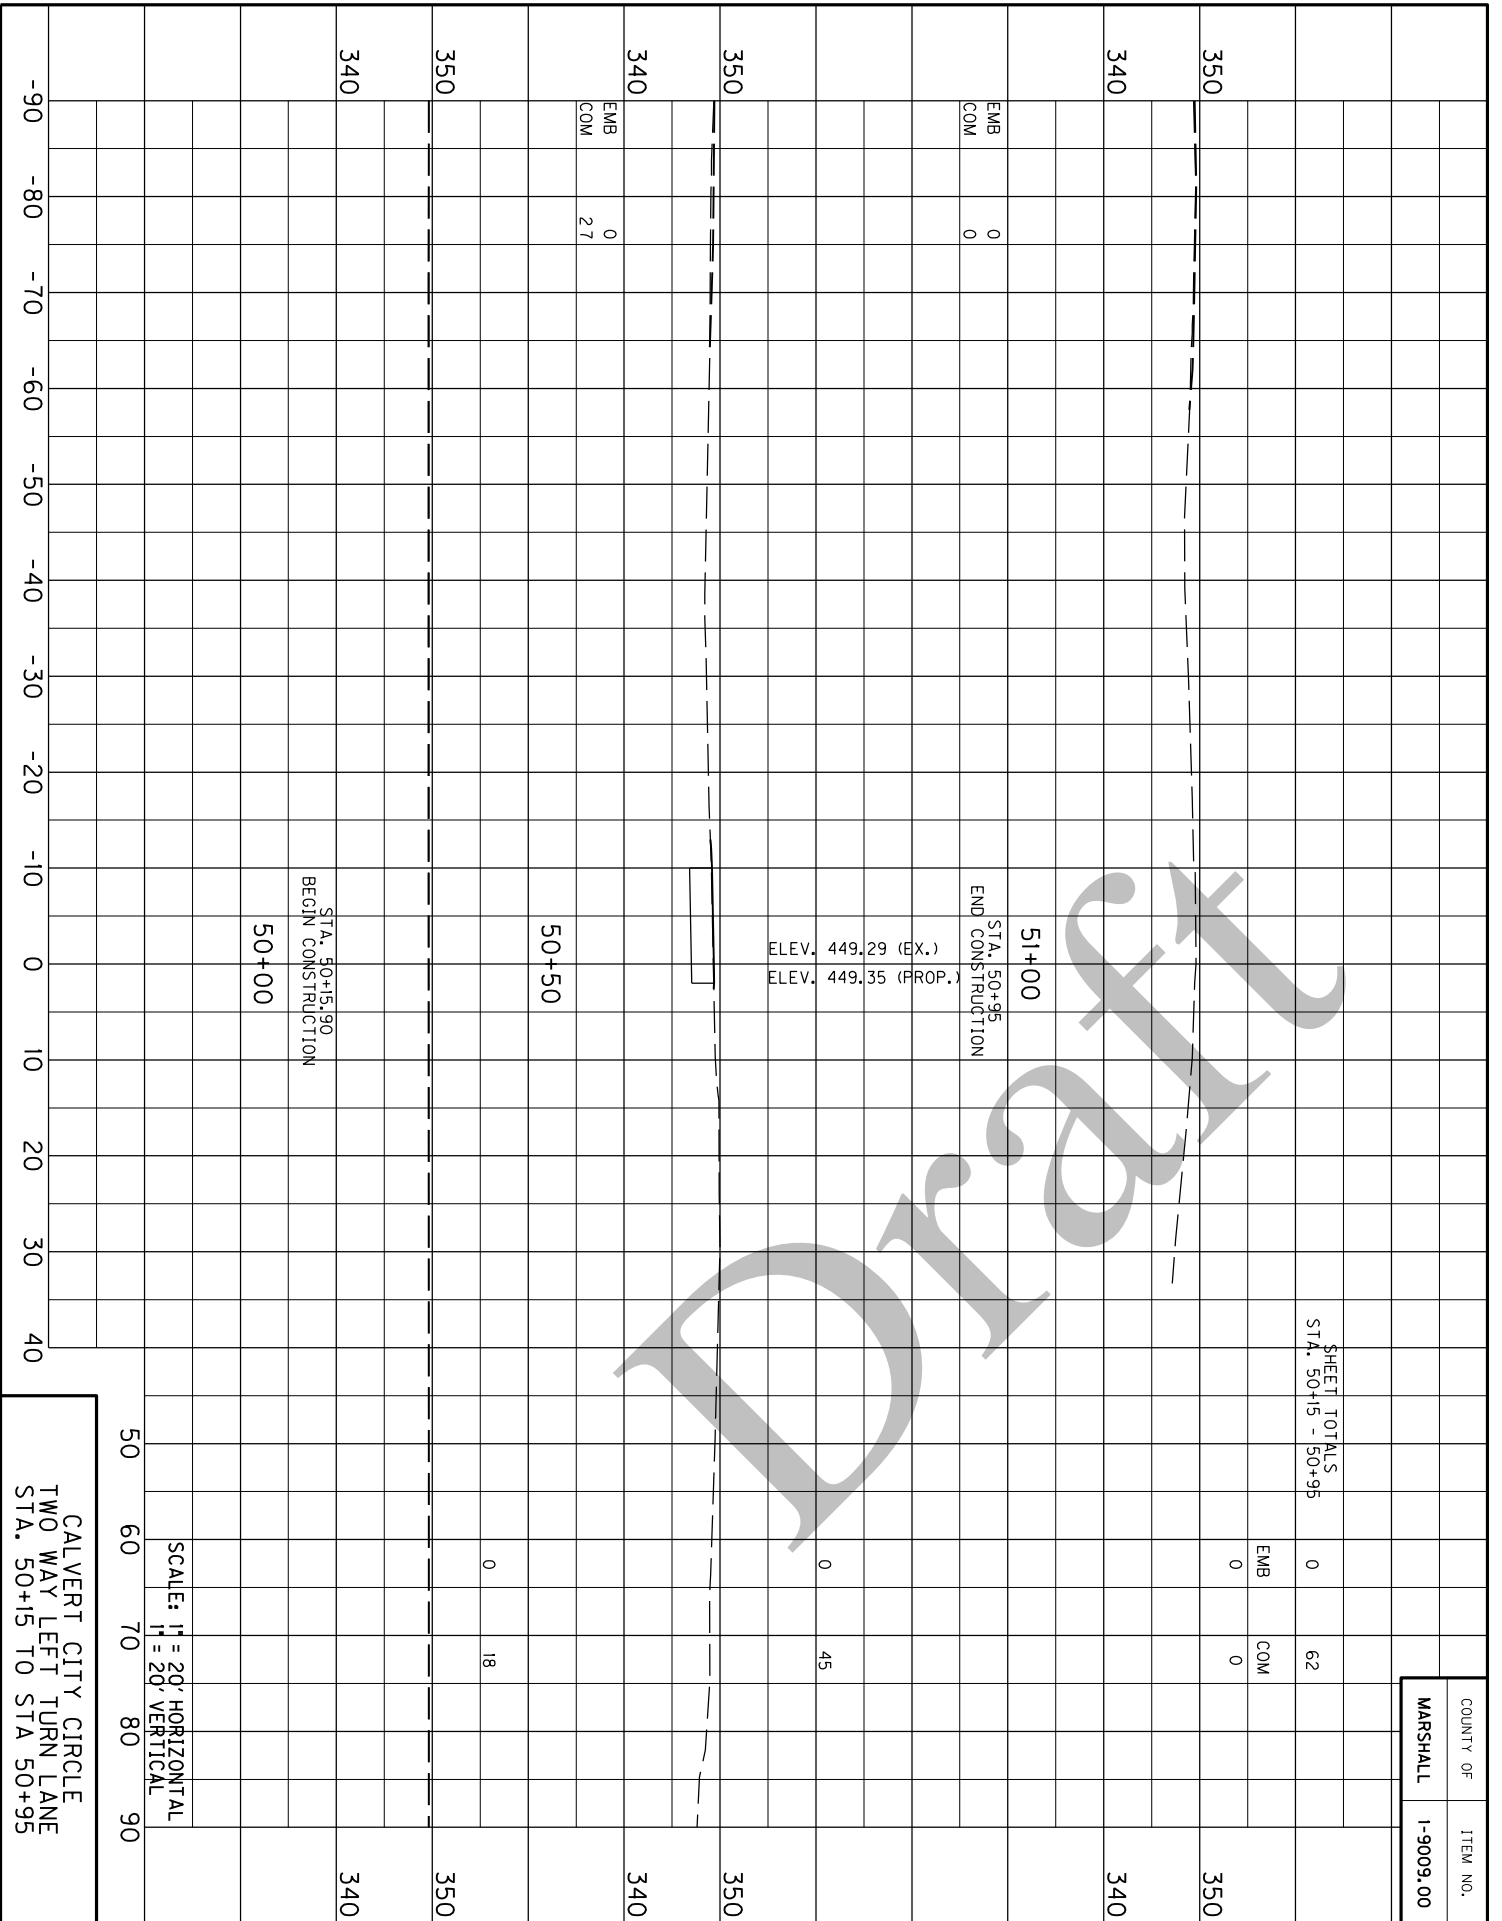 COUNTY OF
ITEM NO.
MARSHALL
1-9009.00
SHEET TOTALS
STA. 50+15 - 50+95
0
62
EMB
COM
0
0
350
350
340
340
51+00
STA. 50+95
END CONSTRUCTION
EMB
0
COM
0
ELEV. 449.35 (PROP.)
ELEV. 449.29 (EX.)
0
45
350
350
340
340
EMB
0
COM
27
50+50
0
18
350
350
340
340
STA. 50+15.90
BEGIN CONSTRUCTION
50+00
SCALE: 1" = 20' HORIZONTAL
1" = 20' VERTICAL
-90 -80 -70 -60 -50 -40 -30 -20 -10 0 10 20 30 40 50 60 70 80 90
CALVERT CITY CIRCLE
TWO WAY LEFT TURN LANE
STA. 50+15 TO STA 50+95
Draft